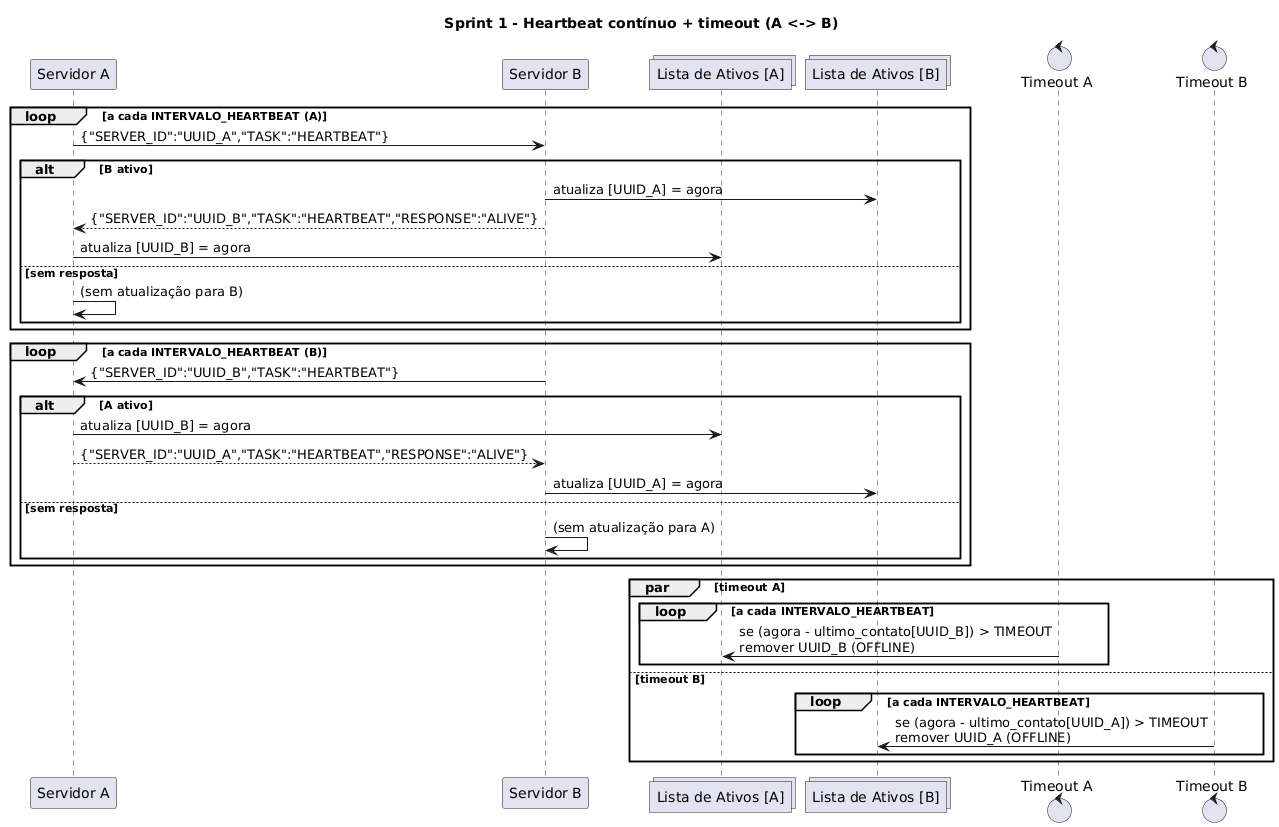 Sprint 1 - Heartbeat contínuo + timeout (A <-> B)
Servidor A
Servidor B
Lista de Ativos [A]
Lista de Ativos [B]
Timeout A
Timeout B
loop [a cada INTERVALO_HEARTBEAT (A)]
{"SERVER_ID":"UUID_A","TASK":"HEARTBEAT"}
alt [B ativo]
atualiza [UUID_A] = agora
{"SERVER_ID":"UUID_B","TASK":"HEARTBEAT","RESPONSE":"ALIVE"}
atualiza [UUID_B] = agora
[sem resposta]
(sem atualização para B)
loop [a cada INTERVALO_HEARTBEAT (B)]
{"SERVER_ID":"UUID_B","TASK":"HEARTBEAT"}
alt [A ativo]
atualiza [UUID_B] = agora
{"SERVER_ID":"UUID_A","TASK":"HEARTBEAT","RESPONSE":"ALIVE"}
atualiza [UUID_A] = agora
[sem resposta]
(sem atualização para A)
par [timeout A]
loop [a cada INTERVALO_HEARTBEAT]
se (agora - ultimo_contato[UUID_B]) > TIMEOUT
remover UUID_B (OFFLINE)
[timeout B]
loop [a cada INTERVALO_HEARTBEAT]
se (agora - ultimo_contato[UUID_A]) > TIMEOUT
remover UUID_A (OFFLINE)
Servidor A
Servidor B
Lista de Ativos [A]
Lista de Ativos [B]
Timeout A
Timeout B